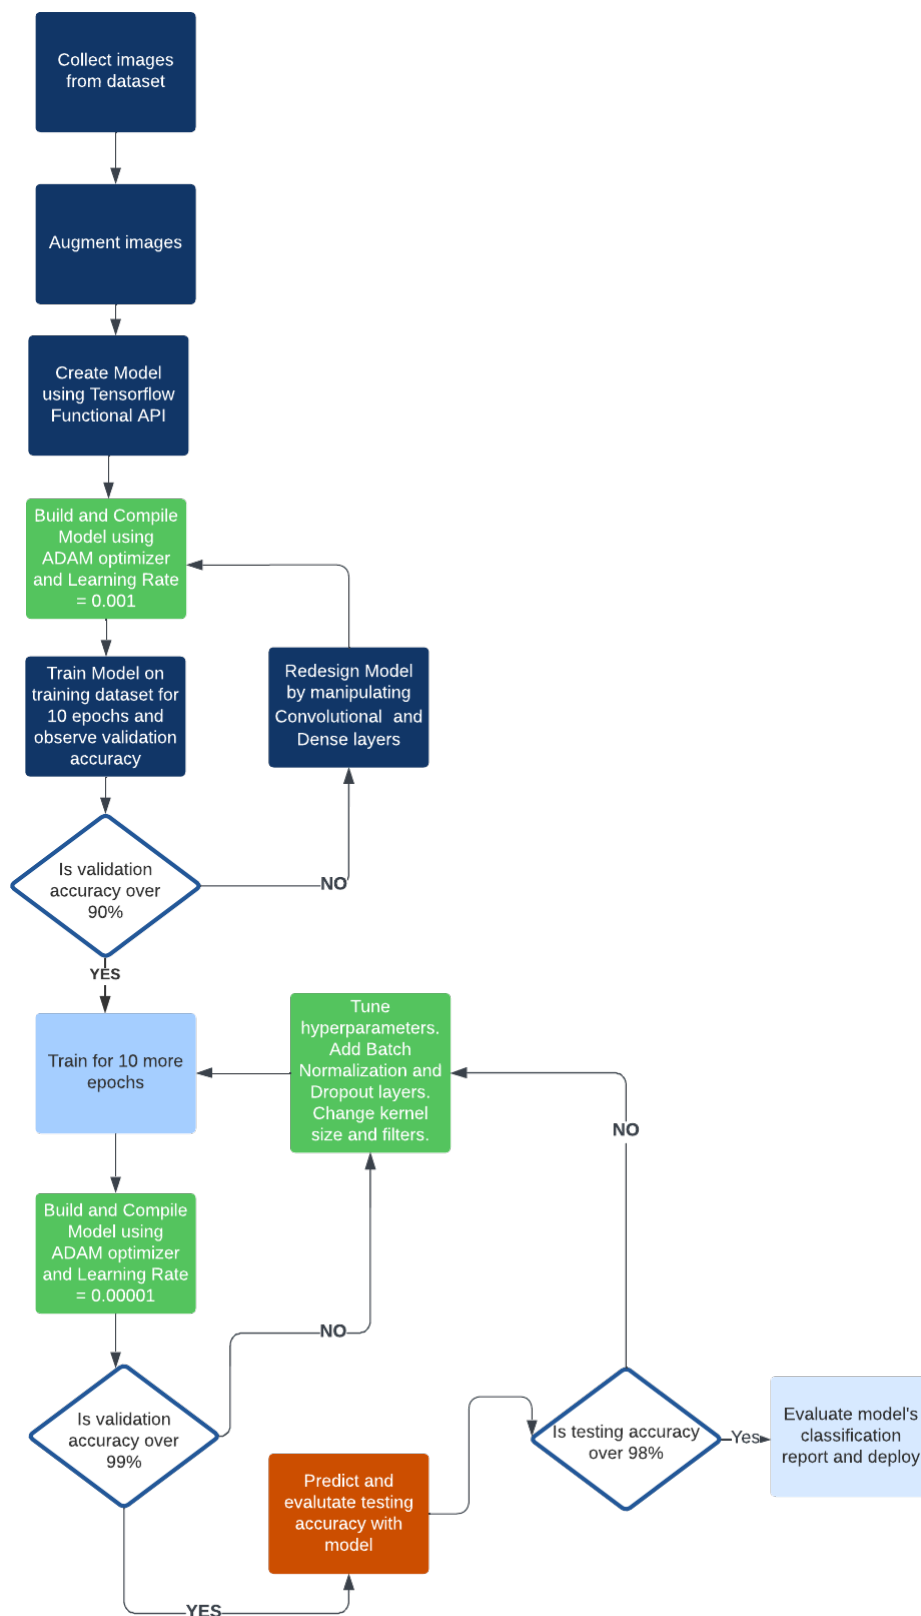 Collect images
from dataset
Augment images
Create Model
using Tensorflow
Functional API
Build and Compile
Model using
ADAM optimizer
and Learning Rate
= 0.001
Train Model on
training dataset for
10 epochs and
observe validation
accuracy
Redesign Model
by manipulating
Convolutional and
Dense layers
Is validation
accuracy over
90%
NO
YES
Train for 10 more
epochs
Tune
hyperparameters.
Add Batch
Normalization and
Dropout layers.
Change kernel
size and filters.
NO
Build and Compile
Model using
ADAM optimizer
and Learning Rate
= 0.00001
NO
Is validation
accuracy over
99%
YES
Predict and
evalutate testing
accuracy with
model
Is testing accuracy
over 98%
Yes
Evaluate model's
classification
report and deploy